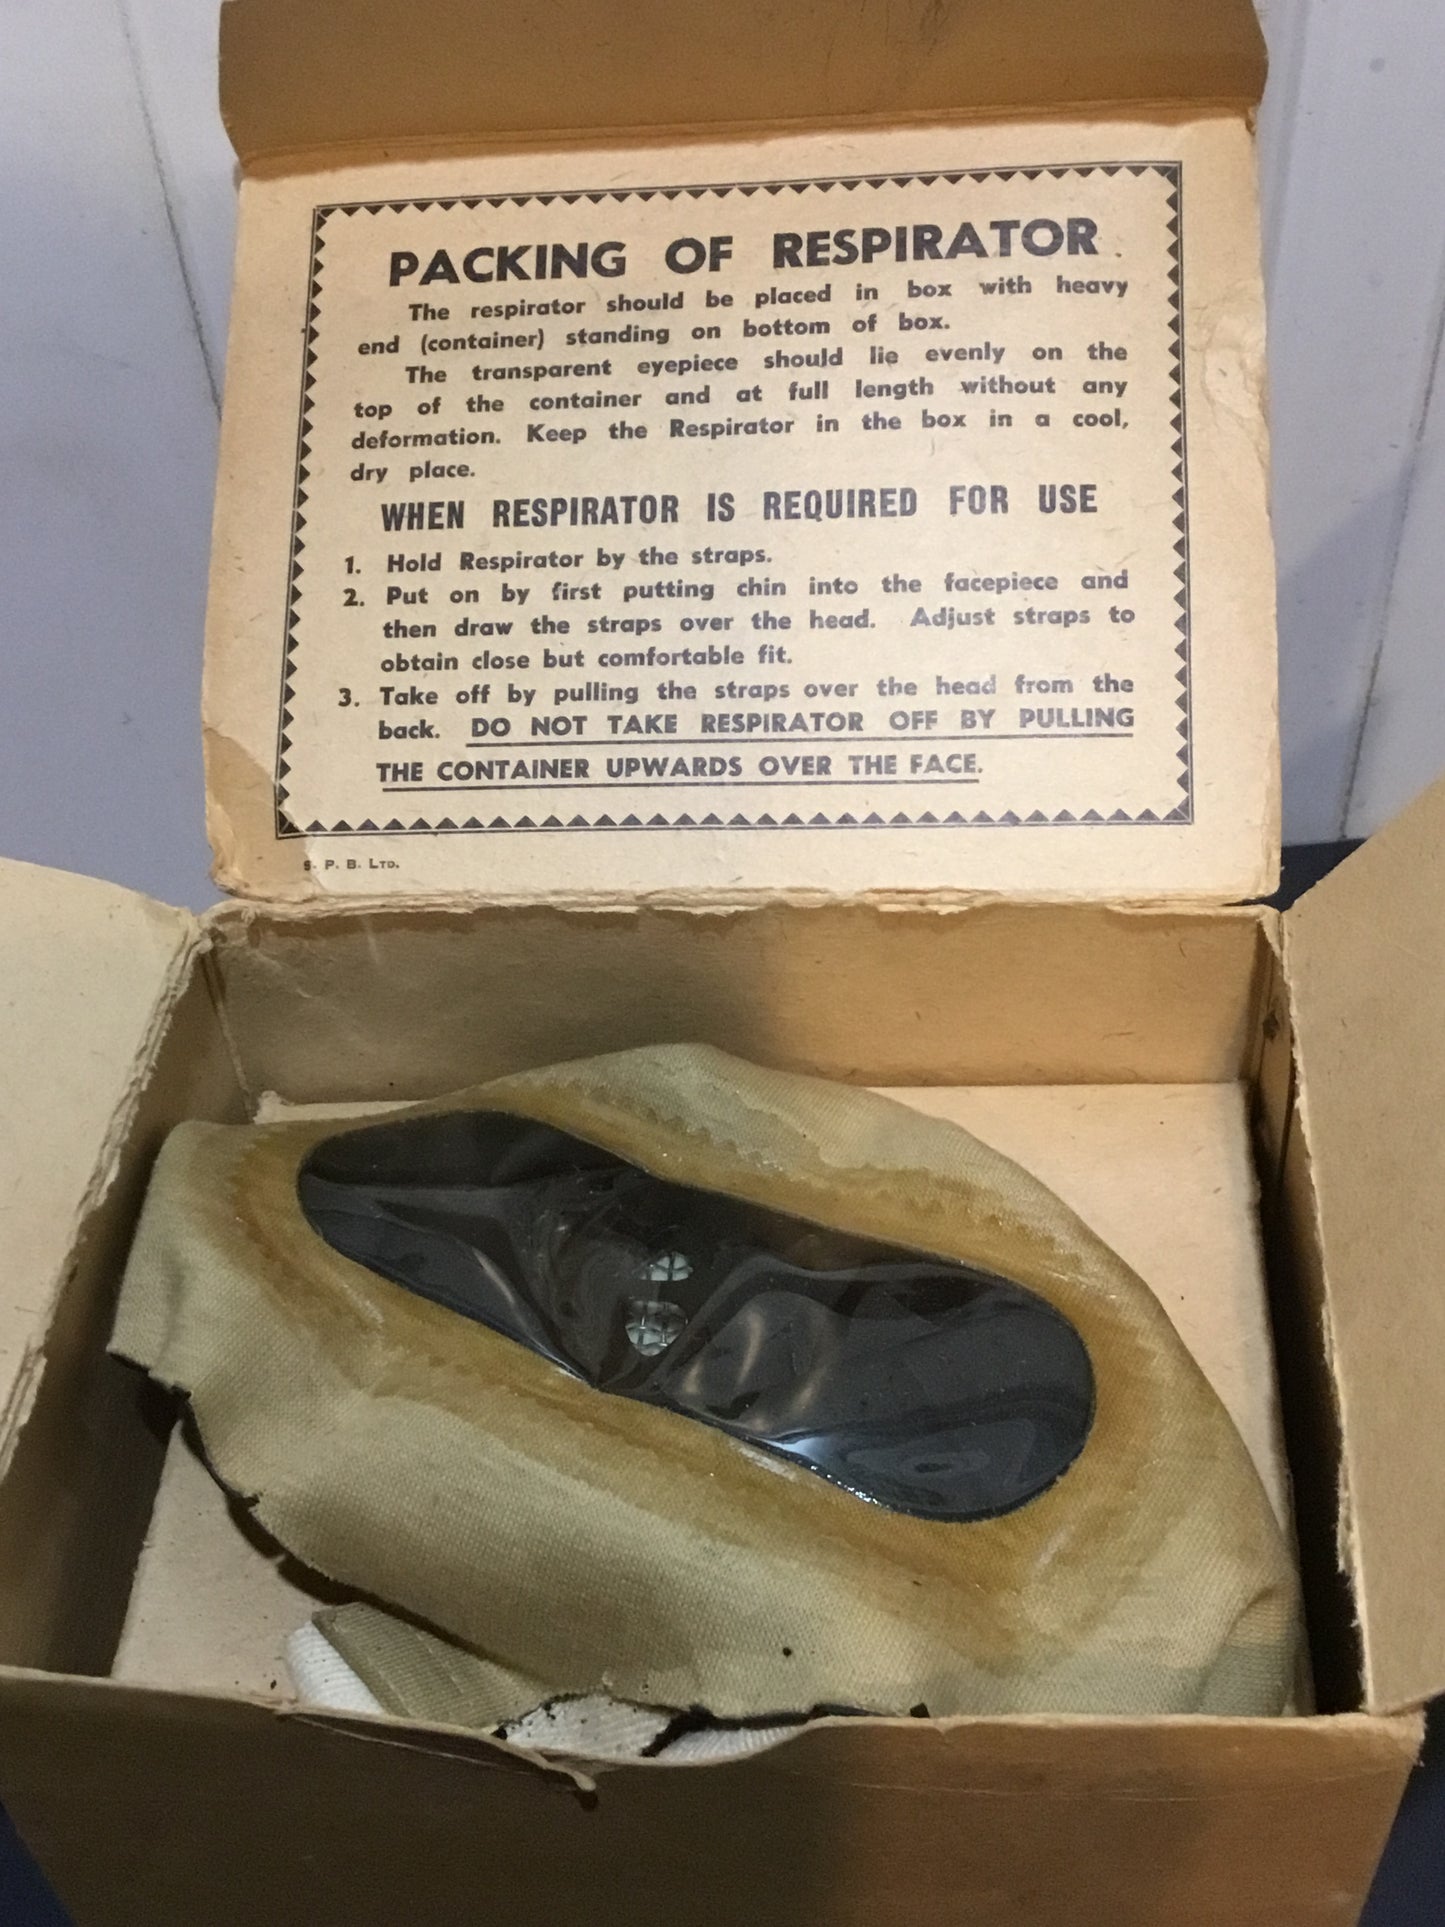 PACKING OF RESPIRATOR.
The respirator should be placed in box with heavy
end (container) standing on bottom of box.
The transparent eyepiece should lie evenly on the
top of the container and at full length without any
deformation. Keep the Respirator in the box in a cool,
dry place.
WHEN RESPIRATOR IS REQUIRED FOR USE
1. Hold Respirator by the straps.
2. Put on by first putting chin into the facepiece and
then draw the straps over the head. Adjust straps to
obtain close but comfortable fit.
3. Take off by pulling the straps over the head from the
back. DO NOT TAKE RESPIRATOR OFF BY PULLING
THE CONTAINER UPWARDS OVER THE FACE.
S. P. B. LTD.